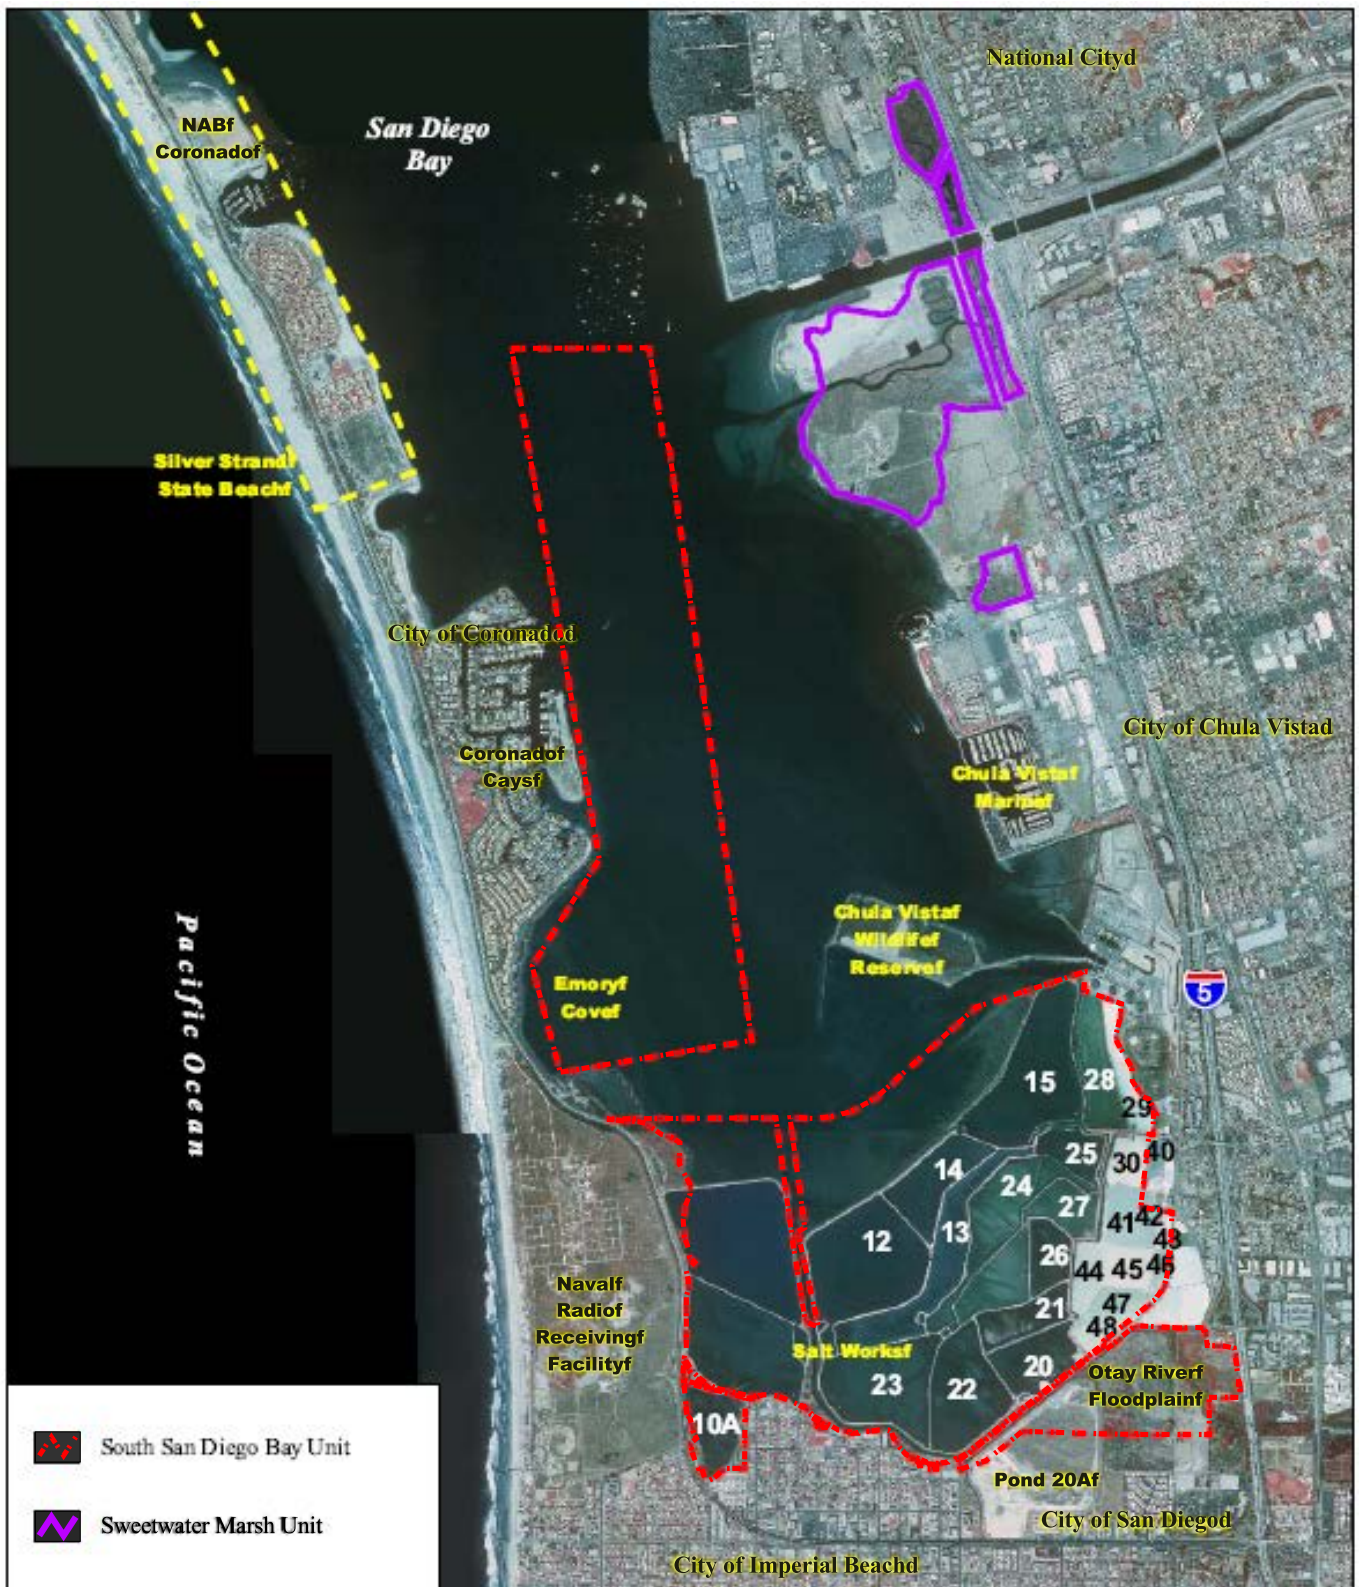 National Cityd
NABf
Coronadof
San Diego
Bay
Silver Strandf
State Beachf
City of Coronadod
City of Chula Vistad
Coronadof
Caysf
Chula Vistaf
Marinef
Chula Vistaf
Wildlifef
Reservef
Pacific Ocean
Emoryf
Covef
5
15
28
29
14
25
30
40
24
27
13
12
41
42
43
26
44
45
46
21
47
48
Navalf
Radiof
Receivingf
Facilityf
Salt Worksf
20
23
22
Otay Riverf
Floodplainf
10A
Pond 20Af
City of San Diegod
City of Imperial Beachd
South San Diego Bay Unit
Sweetwater Marsh Unit